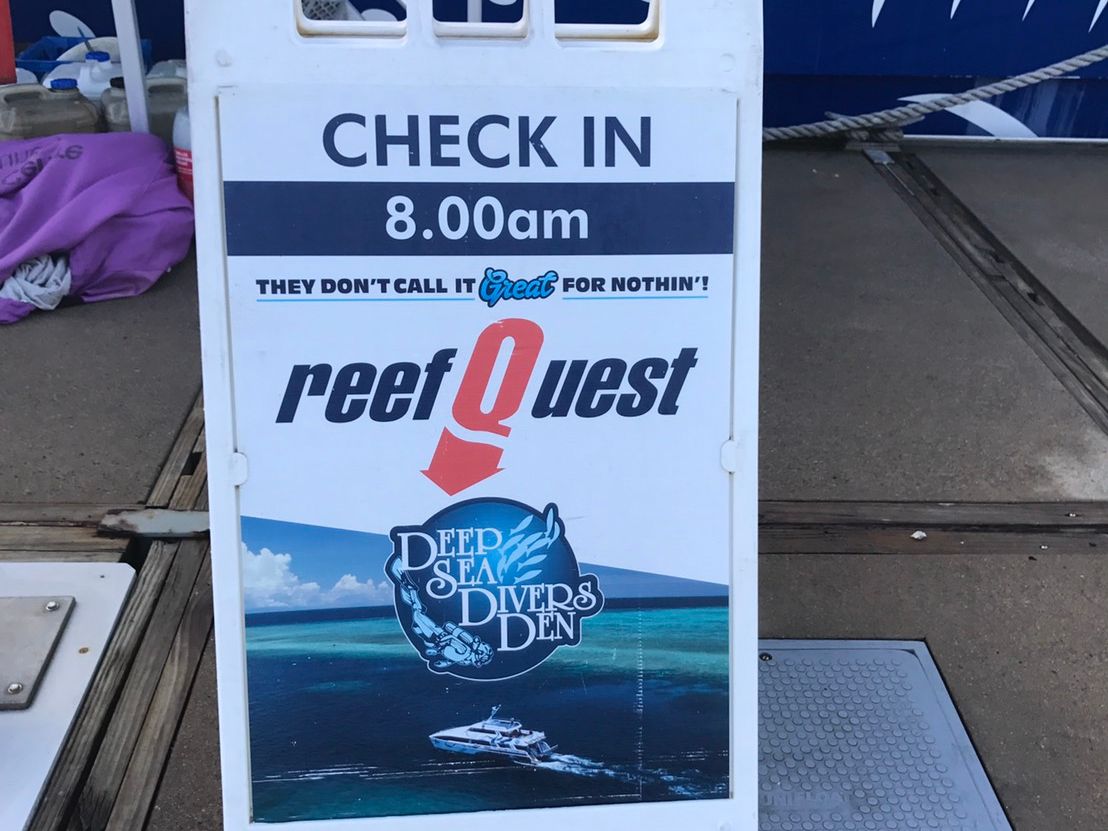 CHECK IN
8.00am
THEY DON'T CALL IT Great FOR NOTHIN'!
reefQuest
DEEP
SEA
DIVERS
DEN